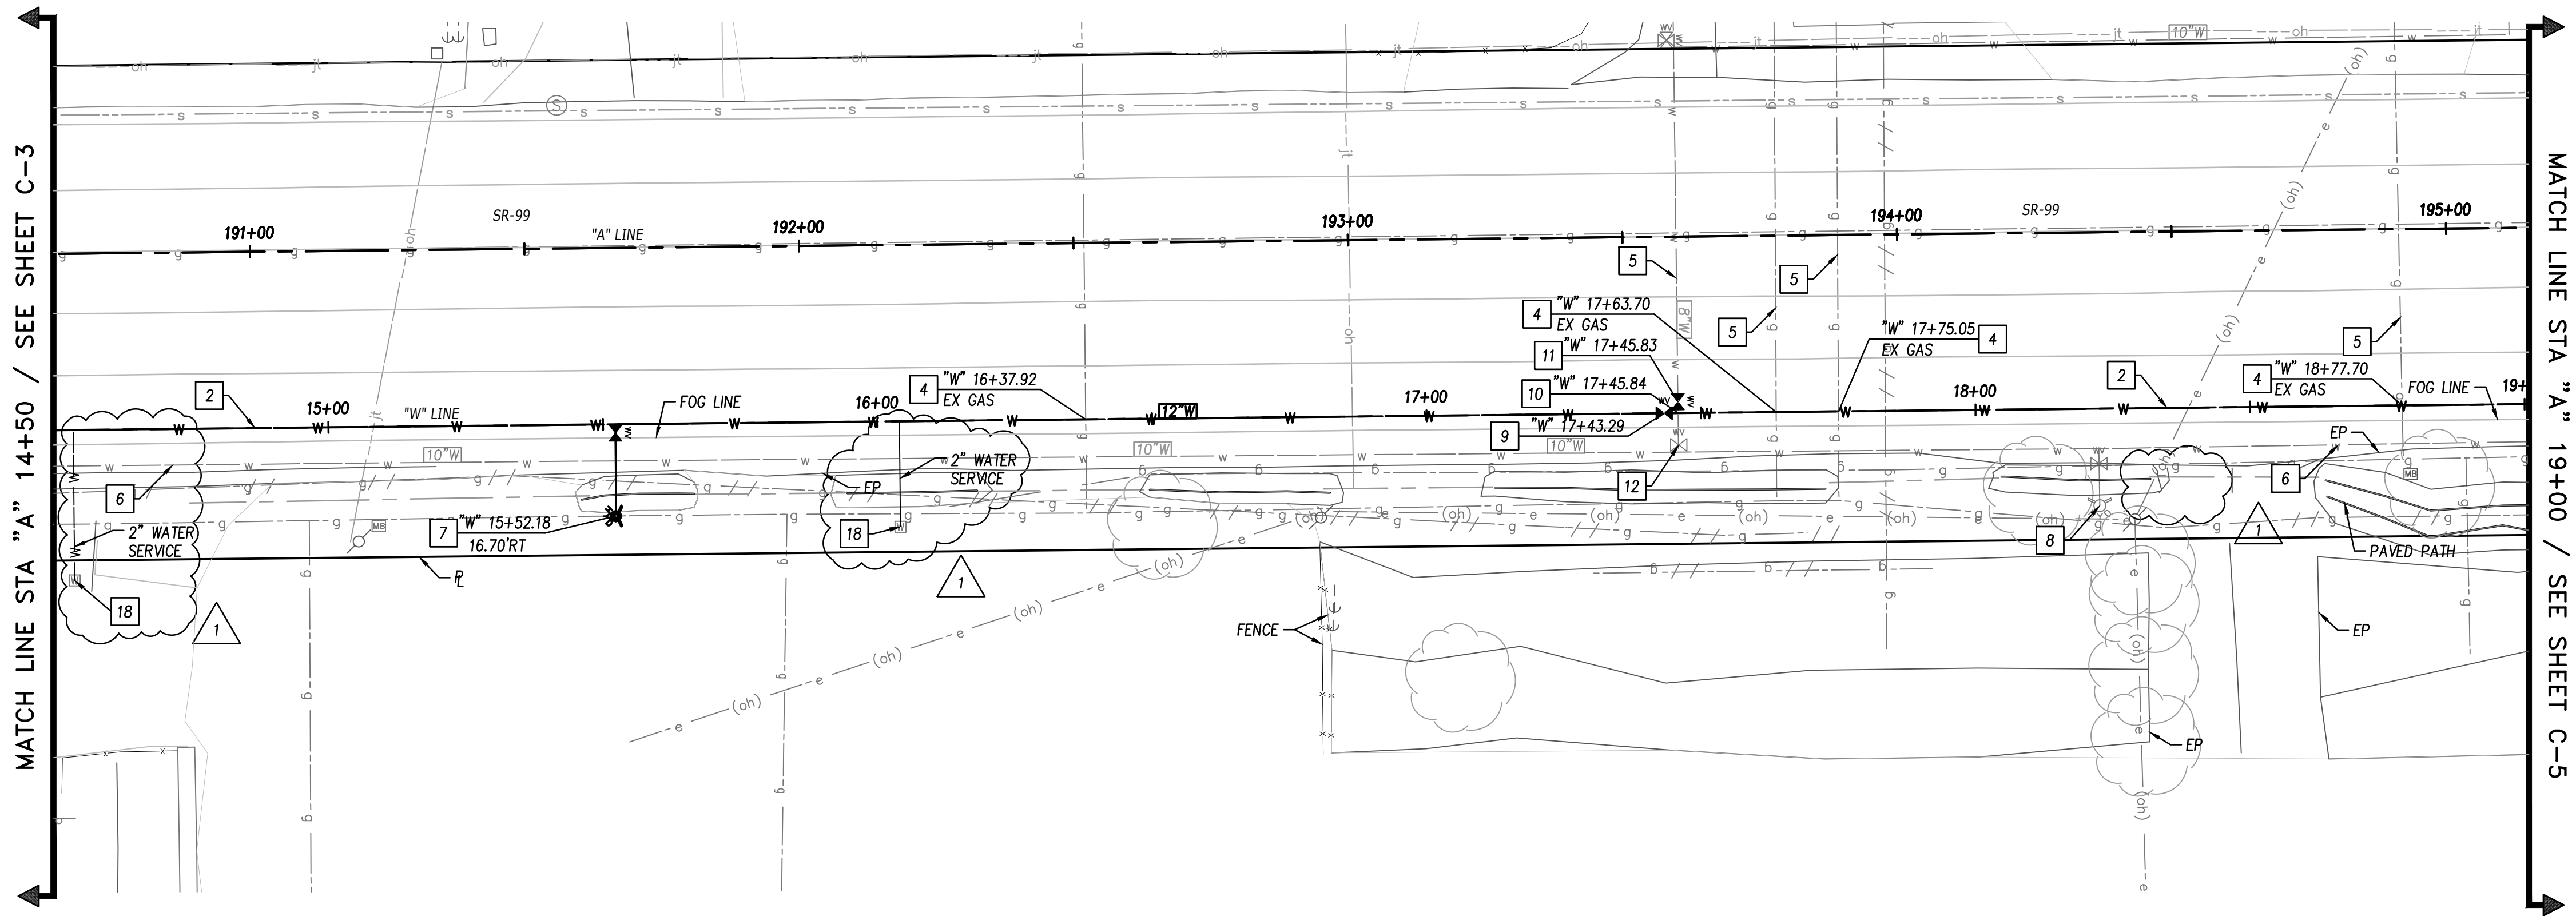 MATCH LINE STA "A" 14+50 / SEE SHEET C-3
MATCH LINE STA "A" 19+00 / SEE SHEET C-5
10"W
SR-99
"A" LINE
191+00
192+00
193+00
194+00
SR-99
195+00
5
5
5
5
8"W
4
"W" 17+63.70
EX GAS
11
"W" 17+45.83
10
"W" 17+45.84
9
"W" 17+43.29
"W" 17+75.05
EX GAS
4
4
"W" 16+37.92
EX GAS
4
"W" 18+77.70
EX GAS
FOG LINE
19+
2
15+00
"W" LINE
FOG LINE
16+00
12"W
17+00
18+00
2
10"W
10"W
10"W
6
2" WATER
SERVICE
18
1
7
"W" 15+52.18
16.70'RT
MB
PL
EP
2" WATER
SERVICE
18
1
12
8
1
EP
6
MB
PAVED PATH
FENCE
EP
EP